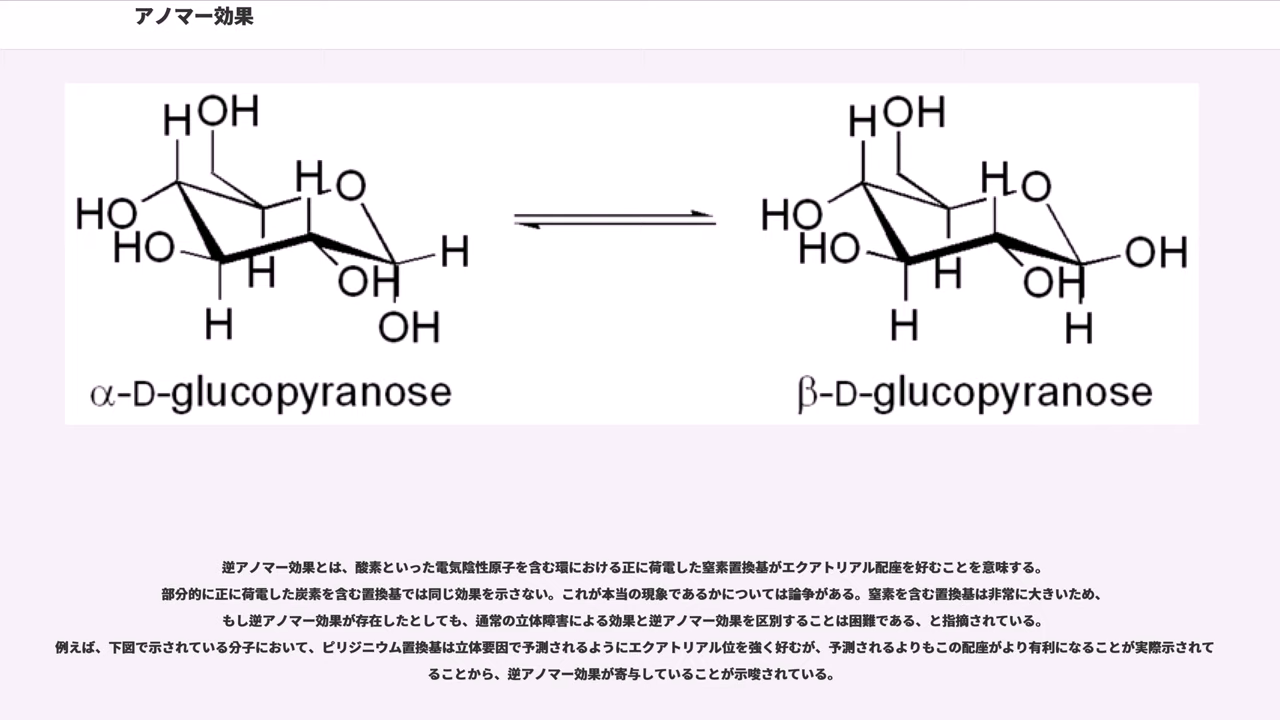 アノマー効果
H OH H OH
HO H O HO H O
HO H OH H HO H OH OH
H OH H H
α-D-glucopyranose β-D-glucopyranose
逆アノマー効果とは、酸素といった電気陰性原子を含む環における正に荷電した窒素置換基がエクアトリアル配座を好むことを意味する。
部分的に正に荷電した炭素を含む置換基では同じ効果を示さない。これが本当の現象であるかについては論争がある。窒素を含む置換基は非常に大きいため、
もし逆アノマー効果が存在したとしても、通常の立体障害による効果と逆アノマー効果を区別することは困難である、と指摘されている。
例えば、下図で示されている分子において、ピリジニウム置換基は立体要因で予測されるようにエクアトリアル位を強く好むが、予測されるよりもこの配座がより有利になることが実際示されて
ることから、逆アノマー効果が寄与していることが示唆されている。